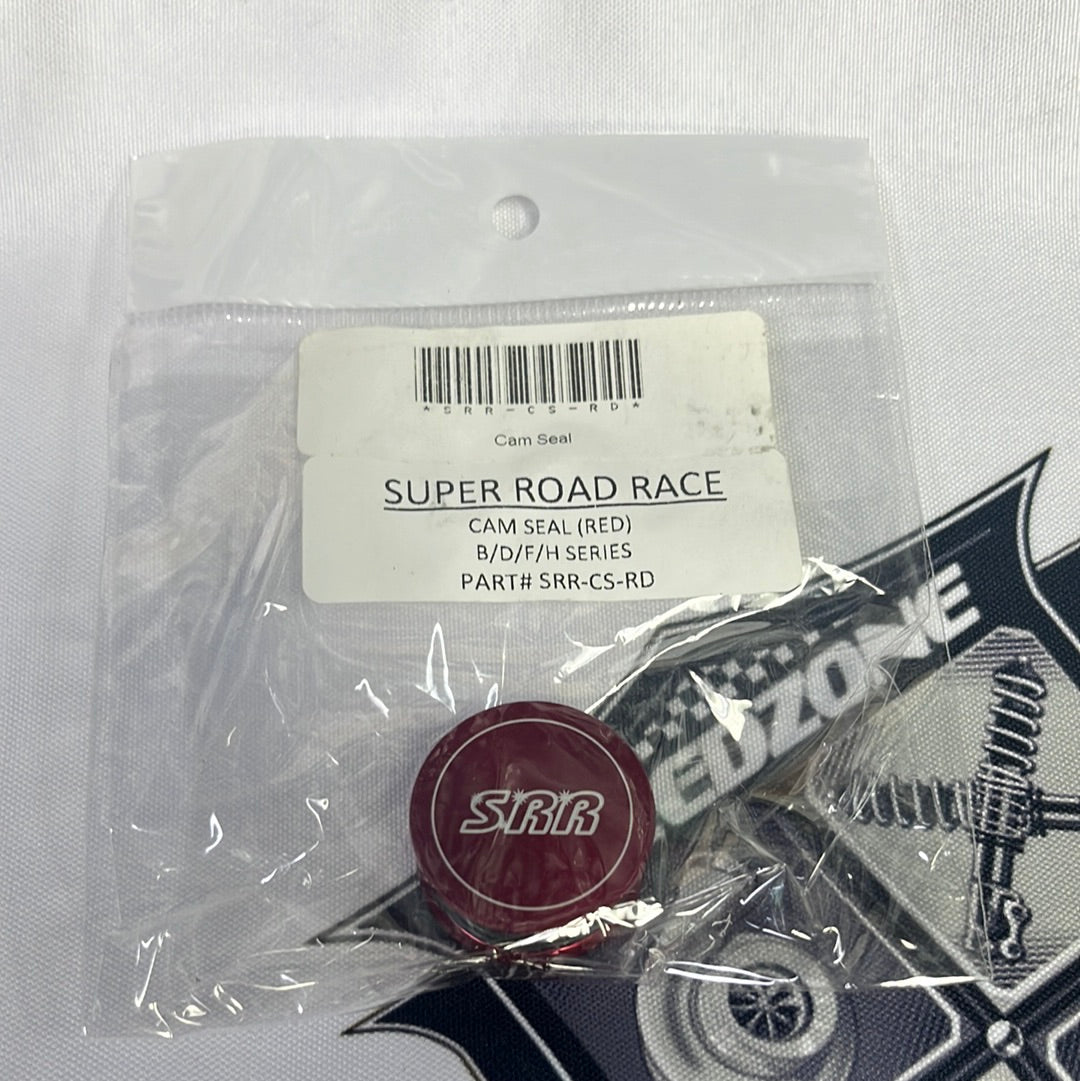 *SRR-CS-RD*
Cam Seal
SUPER ROAD RACE
CAM SEAL (RED)
B/D/F/H SERIES
PART# SRR-CS-RD
EDZONE
SRR